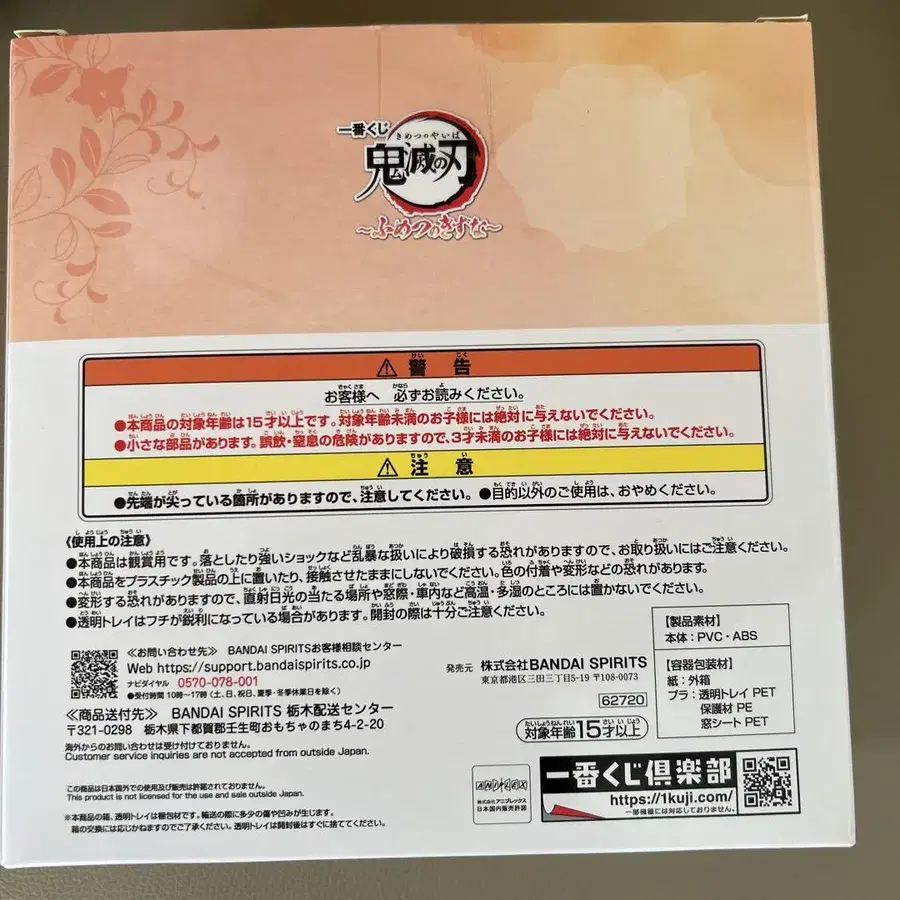 一番くじ
きめつのやいば
鬼滅の刃
～ふめつのきずな～
警告
お客様へ 必ずお読みください。
●本商品の対象年齢は15才以上です。対象年齢未満のお子様には絶対に与えないでください。
●小さな部品があります。誤飲・窒息の危険がありますので、3才未満のお子様には絶対に与えないでください。
注意
●先端が尖っている箇所がありますので、注意してください。●目的以外のご使用は、おやめください。
《使用上の注意》
●本商品は観賞用です。落としたり強いショックなど乱暴な扱いにより破損する恐れがありますので、お取り扱いにはご注意ください。
●本商品をプラスチック製品の上に置いたり、接触させたままにしないでください。色の付着や変形などの恐れがあります。
●変形する恐れがありますので、直射日光の当たる場所や窓際・車内など高温・多湿のところには置かないでください。
●透明トレイはフチが鋭利になっている場合があります。開封の際は十分ご注意ください。
≪お問い合わせ先≫ BANDAI SPIRITSお客様相談センター
Web https://support.bandaispirits.co.jp
ナビダイヤル 0570-078-001
●受付時間 10時～17時(土、日、祝日、夏季・冬季休業日を除く)
≪商品送付先≫ BANDAI SPIRITS 栃木配送センター
〒321-0298 栃木県下都賀郡壬生町おもちゃのまち4-2-20
海外からのお問い合わせは受け付けておりません。
Customer service inquiries are not accepted from outside Japan.
この商品は日本国外での使用及び販売は許諾されておりません。
This product is not licensed for the use and sale outside Japan.
※本商品の箱、透明トレイは梱包材です。輸送の際に多少の傷や凹みが生じます。
箱の交換には応じかねますのでご了承ください。透明トレイは開封後はすぐに捨ててください。
発売元 株式会社BANDAI SPIRITS
東京都港区三田三丁目5-19 〒108-0073
62720
対象年齢15才以上
【製品素材】
本体：PVC・ABS
【容器包装材】
紙：外箱
プラ：透明トレイ PET
保護材 PE
窓シート PET
ANIPLEX
株式会社アニプレックス
日本国内販売許諾
一番くじ倶楽部
https://1kuji.com/
一部機種には対応しておりません。